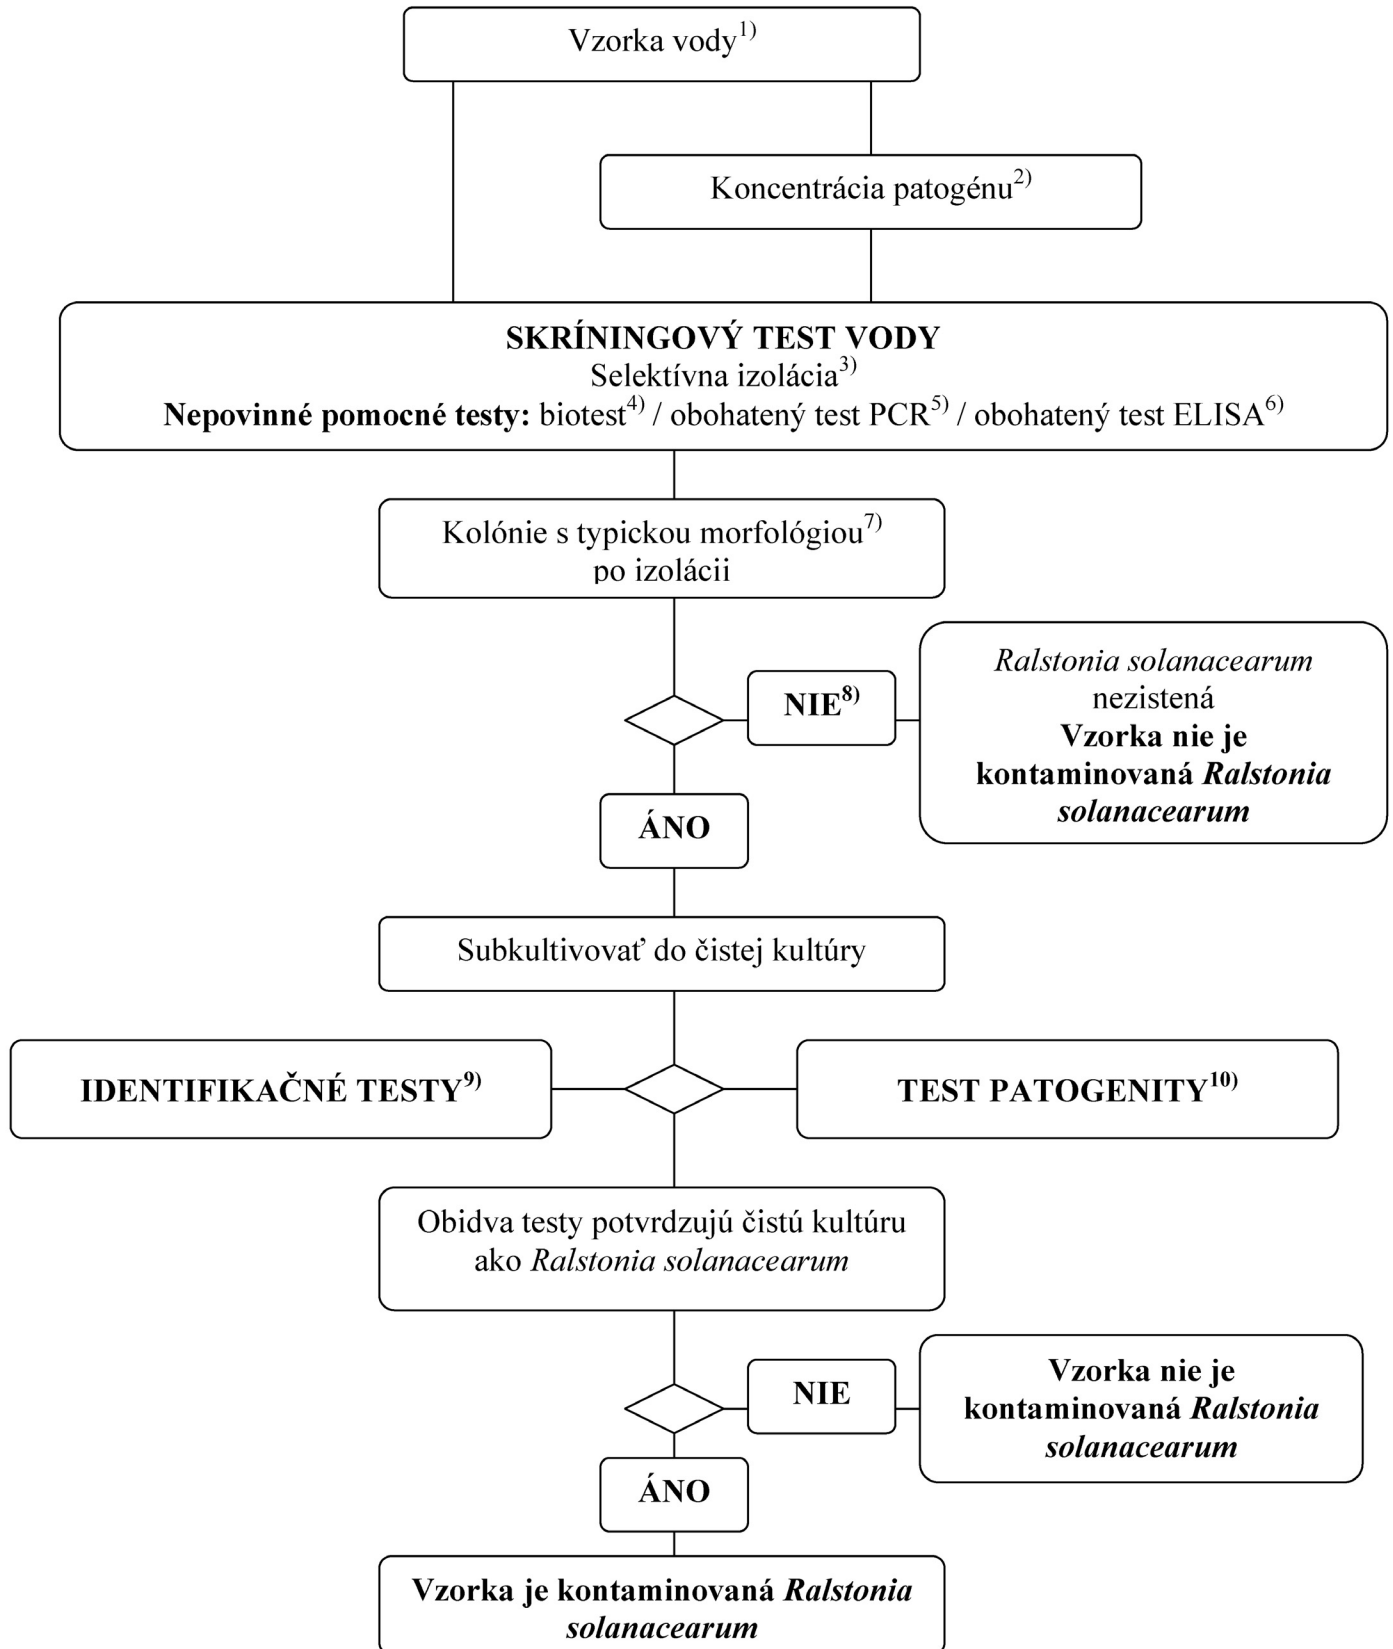 Vzorka vody1)
Koncentrácia patogénu2)
SKRÍNINGOVÝ TEST VODY
Selektívna izolácia3)
Nepovinné pomocné testy: biotest4) / obohatený test PCR5) / obohatený test ELISA6)
Kolónie s typickou morfológiou7)
po izolácii
NIE8)
Ralstonia solanacearum
nezistená
Vzorka nie je
kontaminovaná Ralstonia
solanacearum
ÁNO
Subkultivovať do čistej kultúry
IDENTIFIKAČNÉ TESTY9)
TEST PATOGENITY10)
Obidva testy potvrdzujú čistú kultúru
ako Ralstonia solanacearum
NIE
Vzorka nie je
kontaminovaná Ralstonia
solanacearum
ÁNO
Vzorka je kontaminovaná Ralstonia
solanacearum